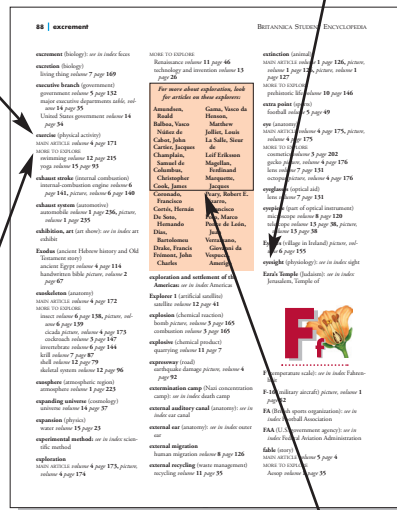 88 | excrement
BRITANNICA STUDENT ENCYCLOPEDIA
excrement (biology): see in index feces
excretion (biology)
living thing volume 7 page 169
executive branch (government)
government volume 5 page 132
major executive departments table, vol-
ume 14 page 35
United States government volume 14
page 34
exercise (physical activity)
MAIN ARTICLE volume 4 page 171
MORE TO EXPLORE
swimming volume 12 page 215
yoga volume 15 page 93
exhaust stroke (internal combustion)
internal-combustion engine volume 6
page 141, picture, volume 6 page 140
exhaust system (automotive)
automobile volume 1 page 236, picture,
volume 1 page 235
exhibition, art (art show): see in index art
exhibit
Exodus (ancient Hebrew history and Old
Testament story)
ancient Egypt volume 4 page 114
handwritten bible picture, volume 2
page 67
exoskeleton (anatomy)
MAIN ARTICLE volume 4 page 172
MORE TO EXPLORE
insect volume 6 page 138, picture, vol-
ume 6 page 139
cicada picture, volume 4 page 173
cockroach volume 3 page 147
invertebrate volume 6 page 144
krill volume 7 page 87
shell volume 12 page 79
skeletal system volume 12 page 96
exosphere (atmospheric region)
atmosphere volume 1 page 223
expanding universe (cosmology)
universe volume 14 page 37
expansion (physics)
water volume 15 page 23
experimental method: see in index scien-
tific method
exploration
MAIN ARTICLE volume 4 page 173, picture,
volume 4 page 174
MORE TO EXPLORE
Renaissance volume 11 page 46
technology and invention volume 13
page 26
For more about exploration, look
for articles on these explorers:
Amundsen,
Roald
Balboa, Vasco
Núñez de
Cabot, John
Cartier, Jacques
Champlain,
Samuel de
Columbus,
Christopher
Cook, James
Coronado,
Francisco
Cortés, Hernán
De Soto,
Hernando
Dias,
Bartolomeu
Drake, Francis
Frémont, John
Charles
Gama, Vasco da
Henson,
Matthew
Jolliet, Louis
La Salle, Sieur
de
Leif Eriksson
Magellan,
Ferdinand
Marquette,
Jacques
Peary, Robert E.
Pizarro,
Francisco
Polo, Marco
Ponce de León,
Juan
Verrazzano,
Giovanni da
Vespucci,
Amerigo
exploration and settlement of the
Americas: see in index Americas
Explorer 1 (artificial satellite)
satellite volume 12 page 41
explosion (chemical reaction)
bomb picture, volume 3 page 165
combustion volume 3 page 165
explosive (chemical product)
quarrying volume 11 page 7
expressway (road)
earthquake damage picture, volume 4
page 92
extermination camp (Nazi concentration
camp): see in index death camp
external auditory canal (anatomy): see in
index ear canal
external ear (anatomy): see in index outer
ear
external migration
human migration volume 8 page 126
external recycling (waste management)
recycling volume 11 page 35
extinction (animal)
MAIN ARTICLE volume 1 page 126, picture,
volume 1 page picture, volume 1
page 127
MORE TO EXPLORE
prehistoric life volume 10 page 146
extra point (sports)
football volume 5 page 49
eye (anatomy)
MAIN ARTICLE volume 4 page 175, picture,
volume 4 page 175
MORE TO EXPLORE
cosmetics volume 3 page 202
gecko picture, volume 4 page 176
lens volume 7 page 131
octopus picture, volume 4 page 176
eyeglasses (optical aid)
lens volume 7 page 131
eyepiece (part of optical instrument)
microscope volume 8 page 120
telescope volume 13 page 38, picture,
volume 13 page 38
(village in Iceland) picture, vol-
ume 6 page 155
eyesight (physiology): see in index sight
Ezra's Temple (Judaism): see in index
Jerusalem, Temple of
Ff
F (temperature scale): see in index Fahren-
heit
F-16 (military aircraft) picture, volume 1
page
FA (British sports organization): see in
index Football Association
FAA (U.S. government agency): see in
index Federal Aviation Administration
fable (story)
MAIN ARTICLE volume 5 page 4
MORE TO EXPLORE
Aesop volume 1 page 35